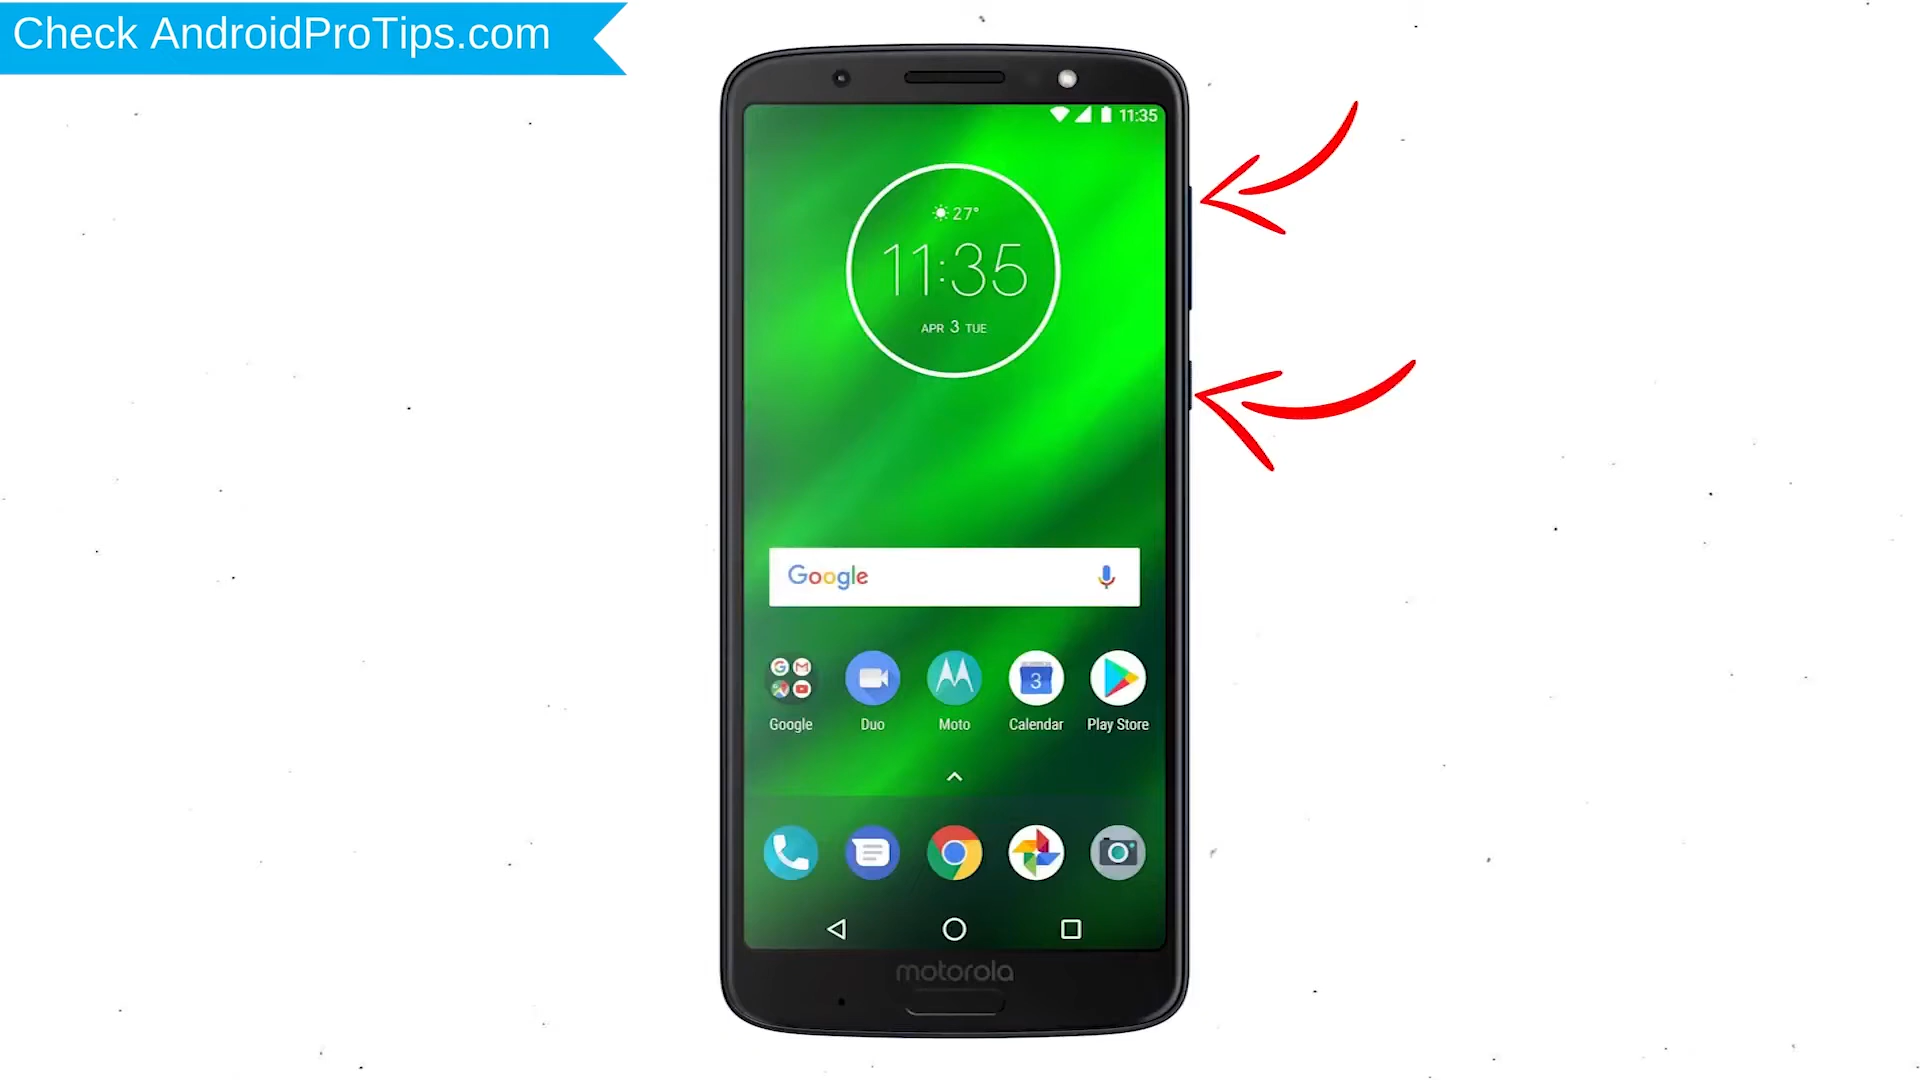 Check AndroidProTips.com
11:35
27°
11:35
APR 3 TUE
Google
3
Google
Duo
Moto
Calendar
Play Store
motorola